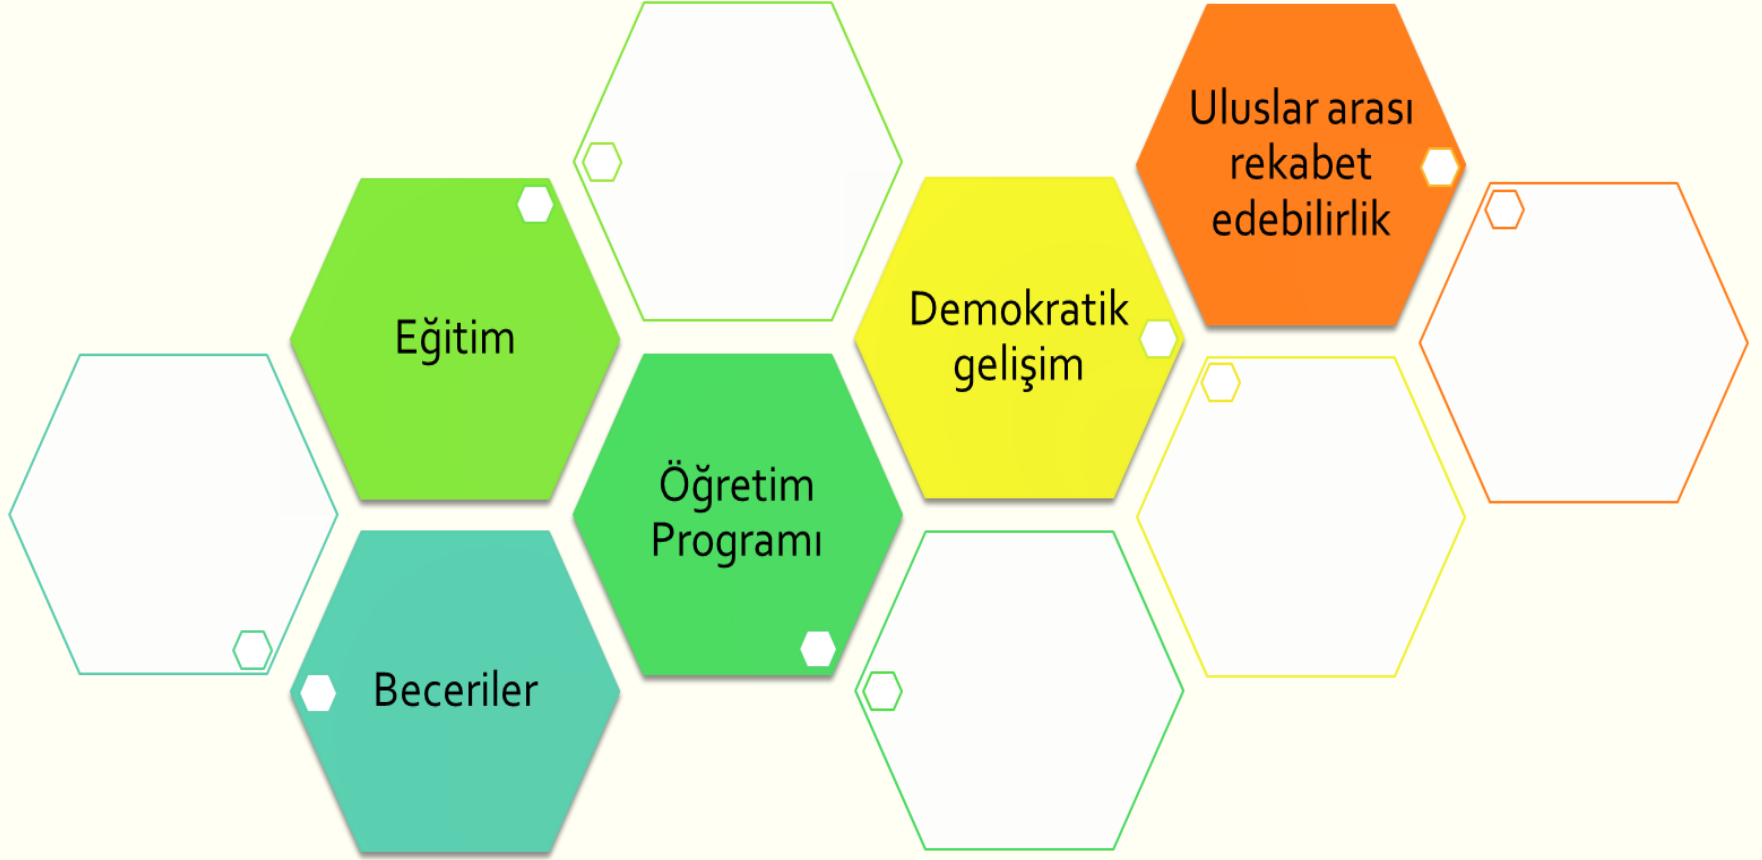 Uluslar arası
rekabet
edebilirlik
Demokratik
gelişim
Eğitim
Öğretim
Programı
Beceriler